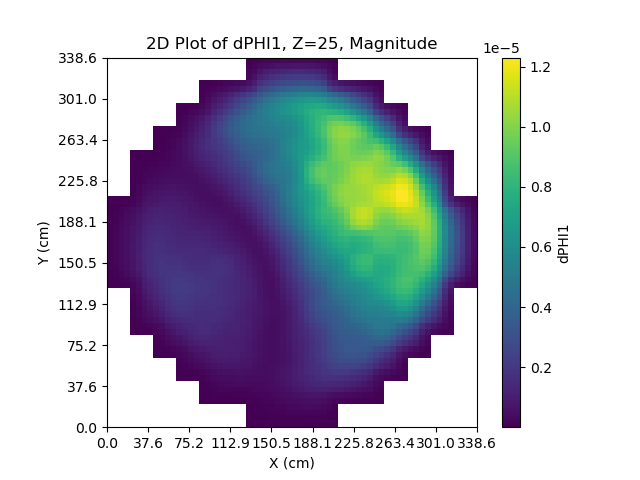 2D Plot of dPHI1, Z=25, Magnitude
1e−5
338.6
301.0
263.4
225.8
188.1
150.5
112.9
75.2
37.6
0.0
Y (cm)
0.0 37.6 75.2 112.9 150.5 188.1 225.8 263.4 301.0 338.6
X (cm)
1.2
1.0
0.8
0.6
0.4
0.2
dPHI1